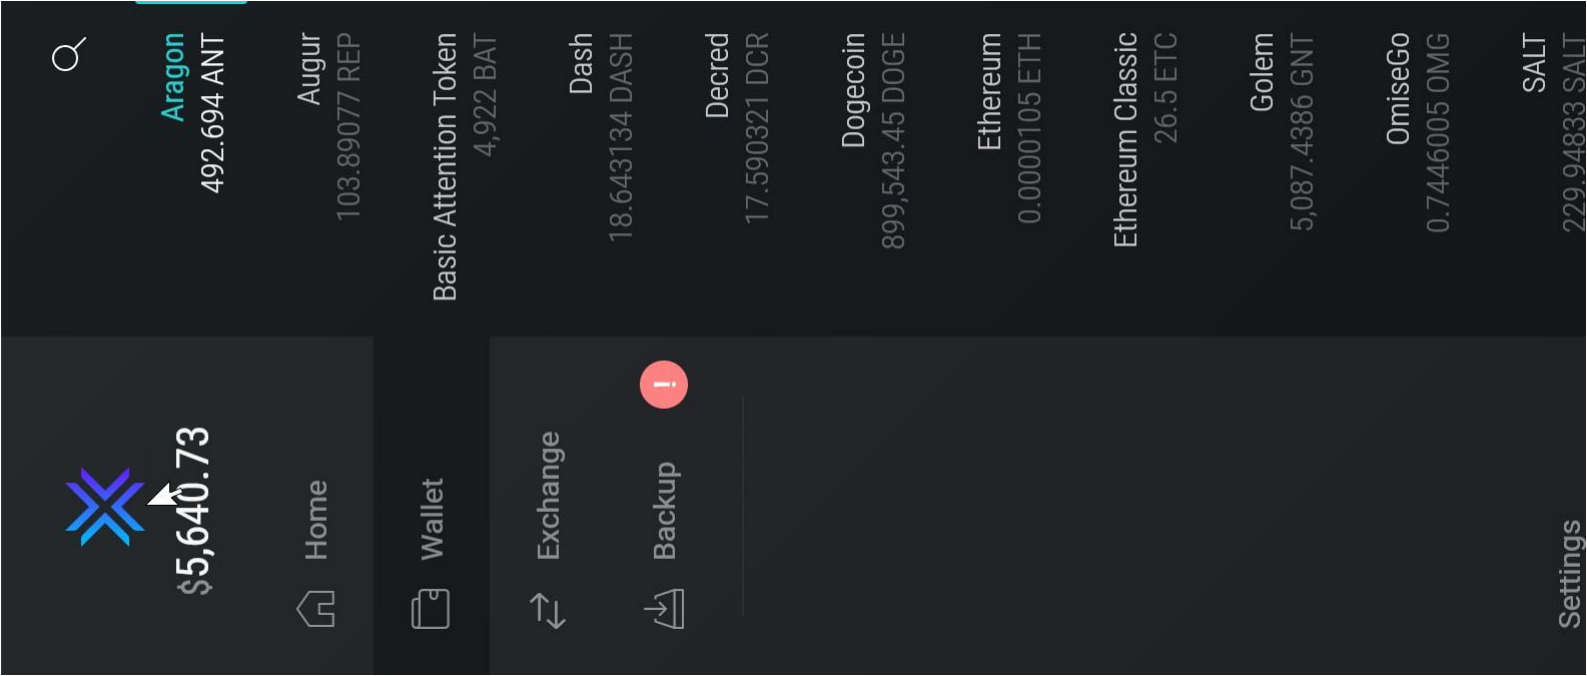 $5,640.73
Home
Wallet
Exchange
Backup
!
Settings
Aragon
492.694 ANT
Augur
103.89077 REP
Basic Attention Token
4,922 BAT
Dash
18.643134 DASH
Decred
17.590321 DCR
Dogecoin
899,543.45 DOGE
Ethereum
0.0000105 ETH
Ethereum Classic
26.5 ETC
Golem
5,087.4386 GNT
OmiseGo
0.7446005 OMG
SALT
229.94833 SALT